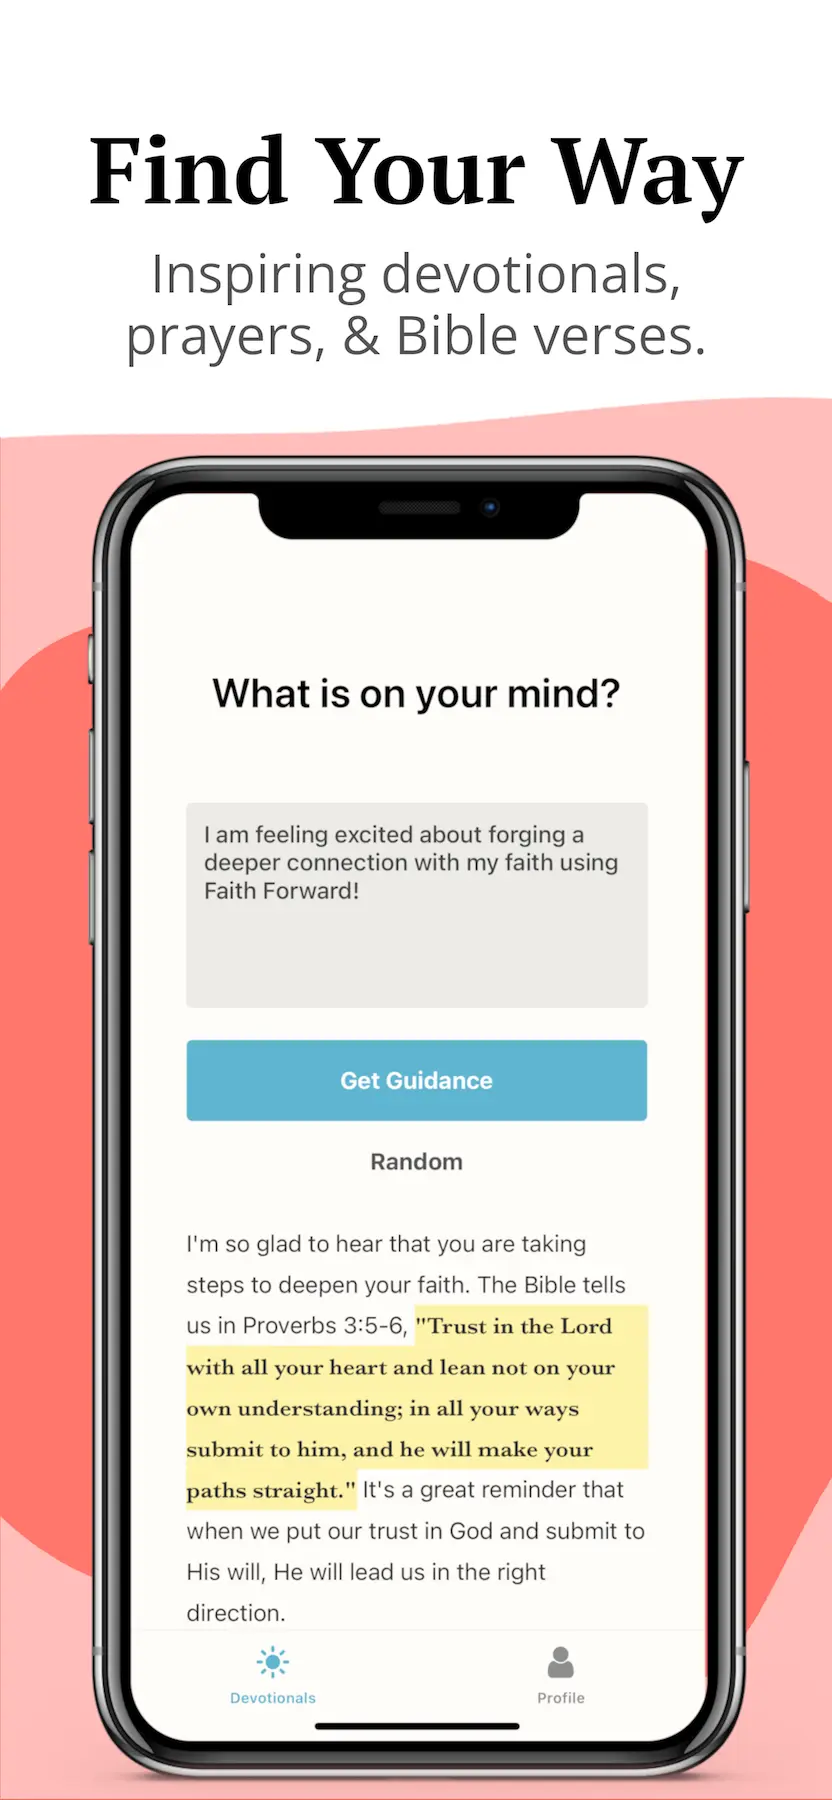 Find Your Way
Inspiring devotionals,
prayers, & Bible verses.
What is on your mind?
I am feeling excited about forging a
deeper connection with my faith using
Faith Forward!
Get Guidance
Random
I'm so glad to hear that you are taking
steps to deepen your faith. The Bible tells
us in Proverbs 3:5-6, "Trust in the Lord
with all your heart and lean not on your
own understanding; in all your ways
submit to him, and he will make your
paths straight." It's a great reminder that
when we put our trust in God and submit to
His will, He will lead us in the right
direction.
Devotionals
Profile